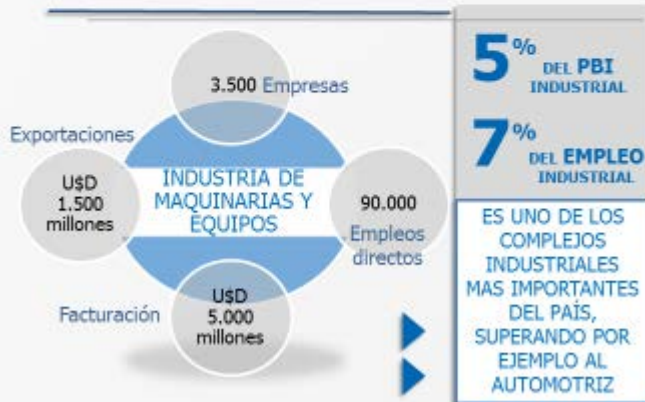 3.500 Empresas
Exportaciones
U$D
1.500
millones
INDUSTRIA DE
MAQUINARIAS Y
EQUIPOS
90.000
Empleos
directos
Facturación
U$D
5.000
millones
5%
DEL PBI
INDUSTRIAL
7%
DEL EMPLEO
INDUSTRIAL
ES UNO DE LOS
COMPLEJOS
INDUSTRIALES
MAS IMPORTANTES
DEL PAÍS,
SUPERANDO POR
EJEMPLO AL
AUTOMOTRIZ